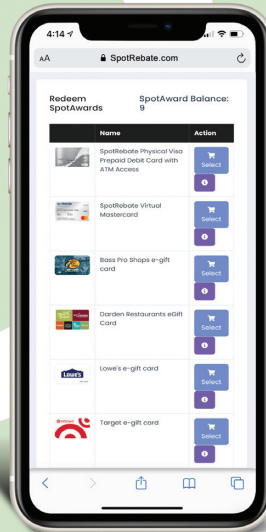 4:14
AA SpotRebate.com
Redeem SpotAward Balance:
SpotAwards 9
Name Action
SpotRebate Physical Visa
Prepaid Debit Card with
ATM Access
Select
SpotRebate Virtual
Mastercard
Select
Bass Pro Shops e-gift
card
Select
Darden Restaurants eGift
Card
Select
LOWE'S
Lowe's e-gift card
Select
Target e-gift card
Select